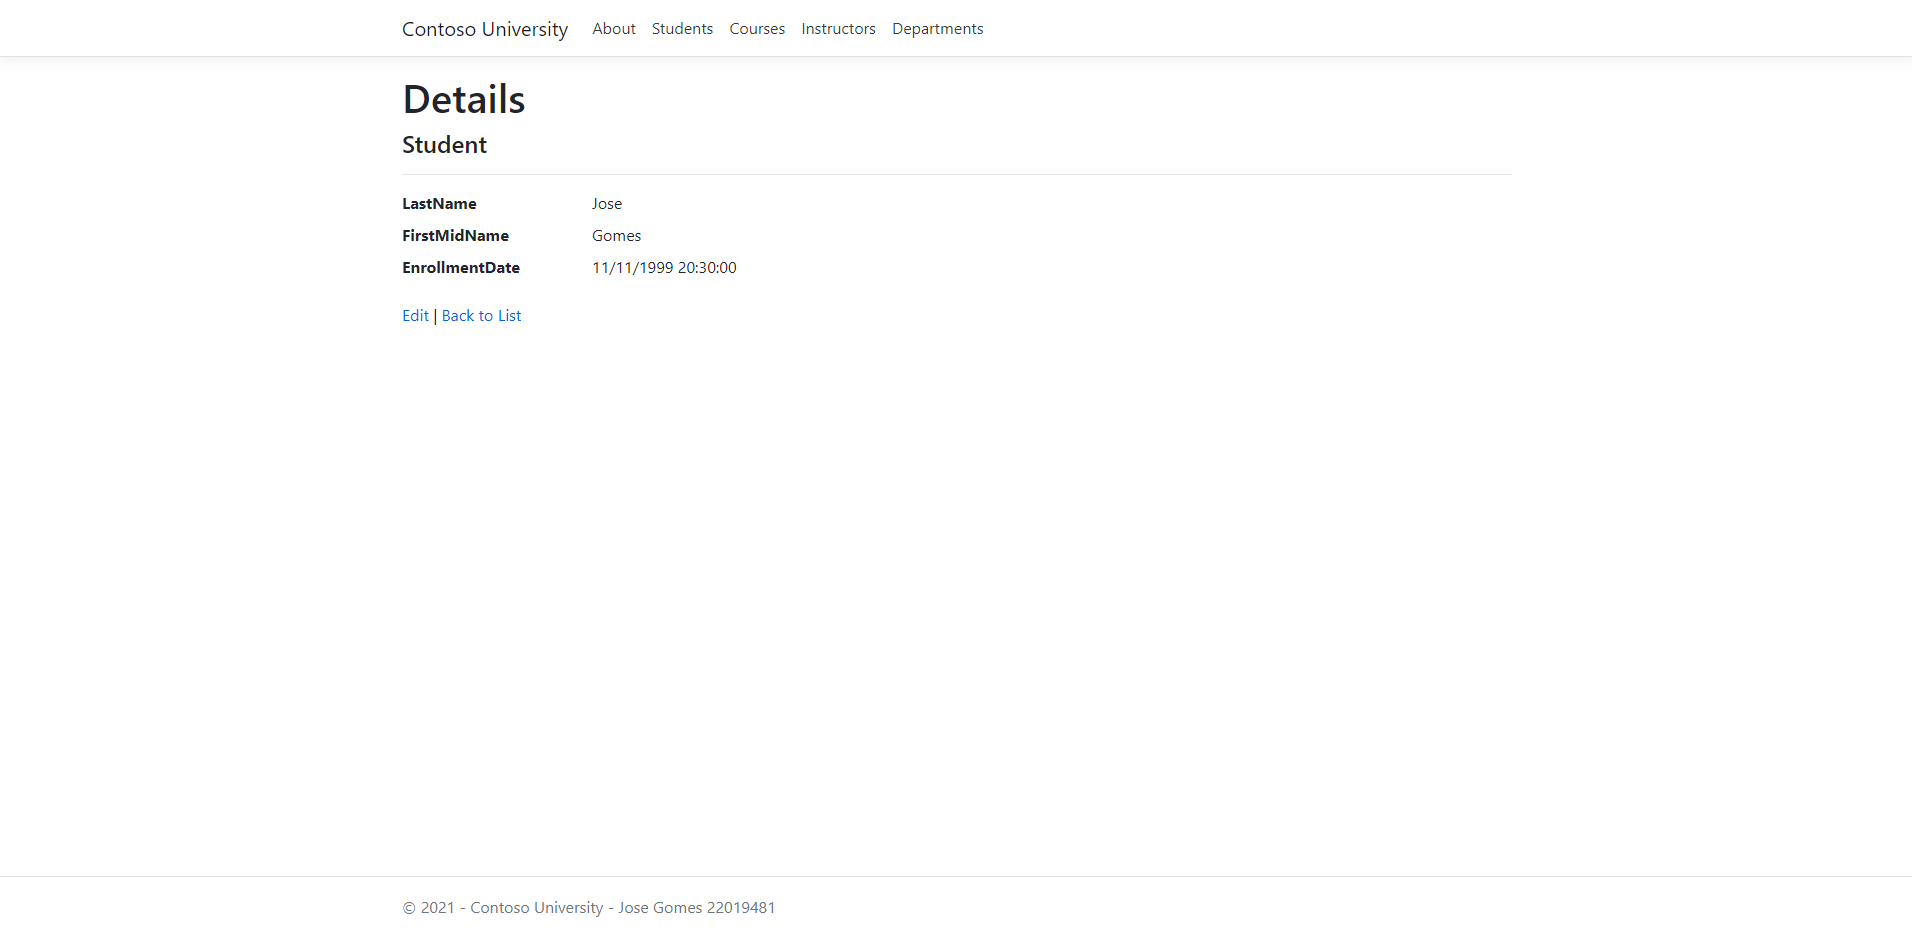 Contoso University About Students Courses Instructors Departments
Details
Student
LastName Jose
FirstMidName Gomes
EnrollmentDate 11/11/1999 20:30:00
Edit | Back to List
© 2021 - Contoso University - Jose Gomes 22019481